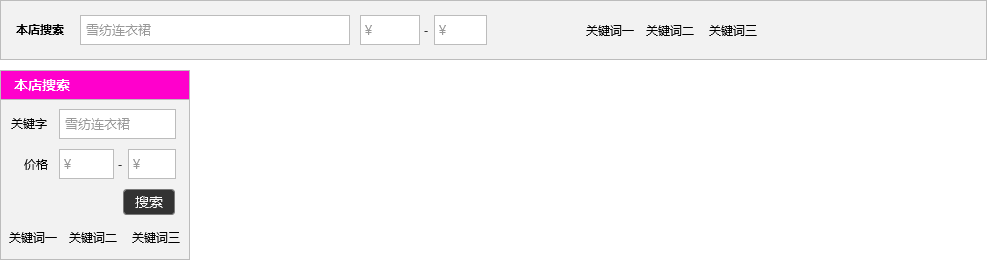 本店搜索 雪纺连衣裙 ¥ - ¥ 关键词一 关键词二 关键词三
本店搜索
关键字 雪纺连衣裙
价格 ¥ - ¥
搜索
关键词一 关键词二 关键词三